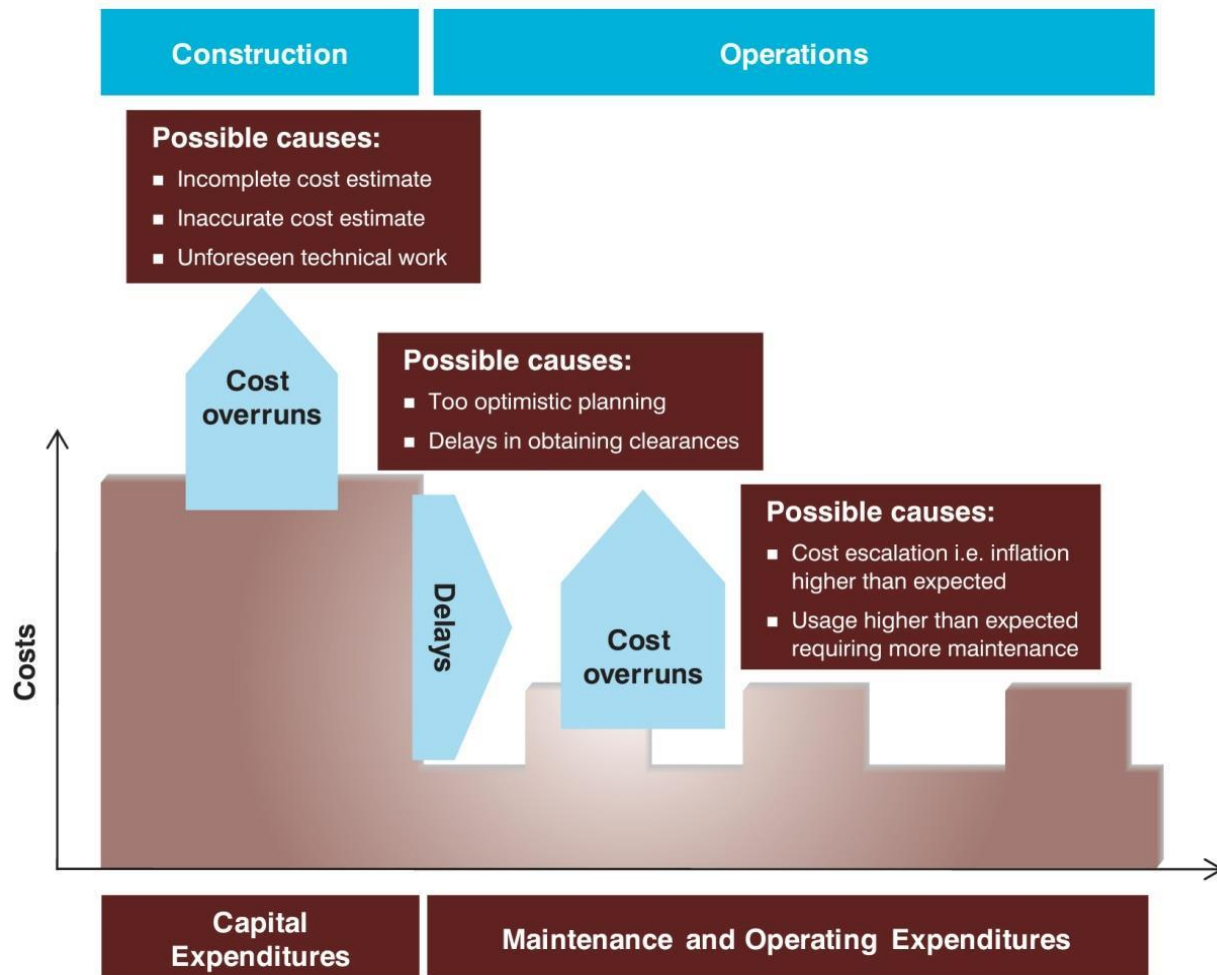 Construction
Operations
Possible causes:
■ Incomplete cost estimate
■ Inaccurate cost estimate
■ Unforeseen technical work
Cost
overruns
Possible causes:
■ Too optimistic planning
■ Delays in obtaining clearances
Delays
Cost
overruns
Possible causes:
■ Cost escalation i.e. inflation
higher than expected
■ Usage higher than expected
requiring more maintenance
Costs
Capital
Expenditures
Maintenance and Operating Expenditures